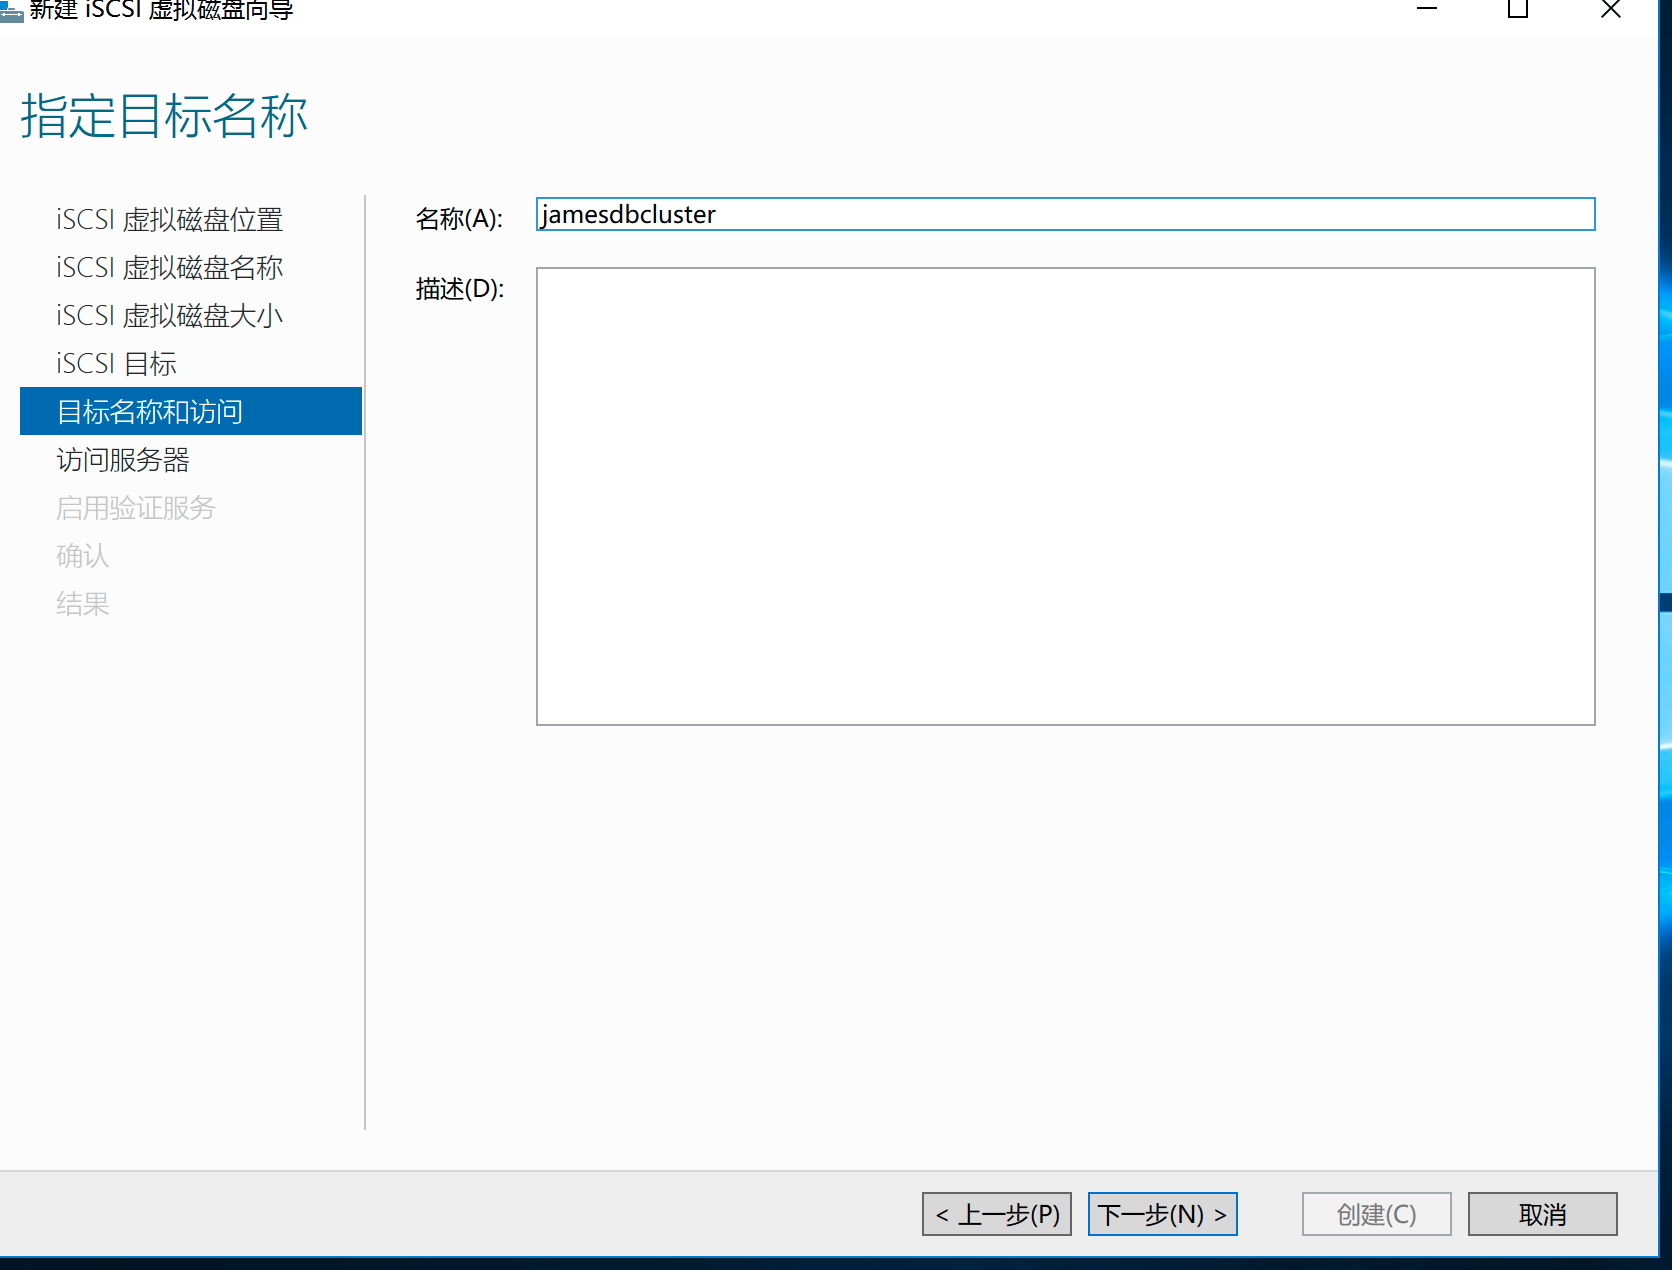 新建 iSCSI 虚拟磁盘向导
指定目标名称
iSCSI 虚拟磁盘位置
iSCSI 虚拟磁盘名称
iSCSI 虚拟磁盘大小
iSCSI 目标
目标名称和访问
访问服务器
启用验证服务
确认
结果
名称(A):
jamesdbcluster
描述(D):
< 上一步(P)
下一步(N) >
创建(C)
取消